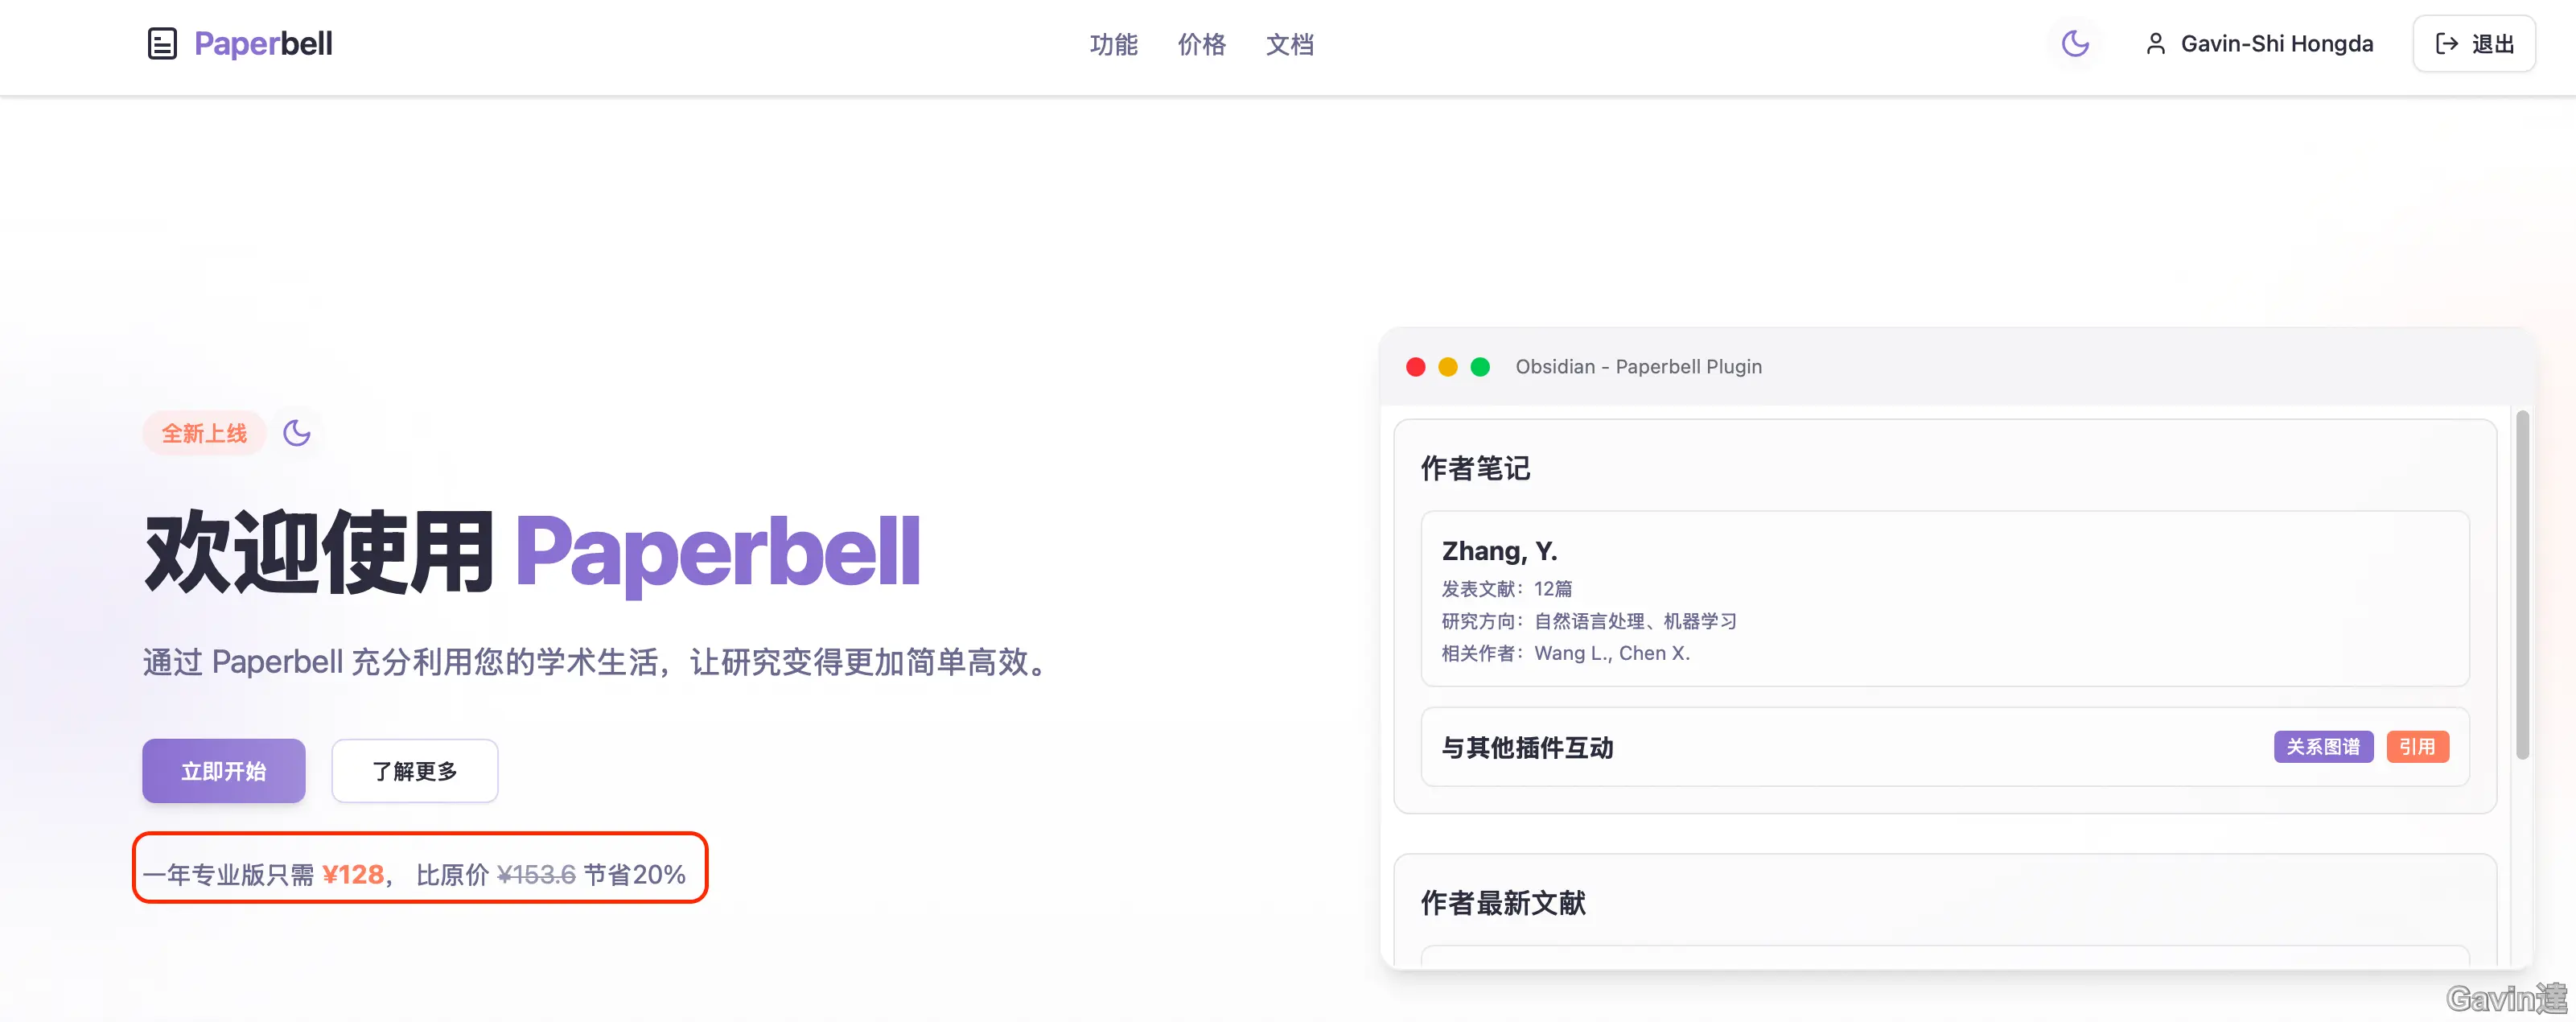 Paperbell
功能 价格 文档
Gavin-Shi Hongda
退出
全新上线
欢迎使用 Paperbell
通过 Paperbell 充分利用您的学术生活，让研究变得更加简单高效。
立即开始 了解更多
一年专业版只需 ¥128， 比原价 ¥153.6 节省20%
Obsidian - Paperbell Plugin
作者笔记
Zhang, Y.
发表文献：12篇
研究方向：自然语言处理、机器学习
相关作者：Wang L., Chen X.
与其他插件互动 关系图谱 引用
作者最新文献
Gavin達